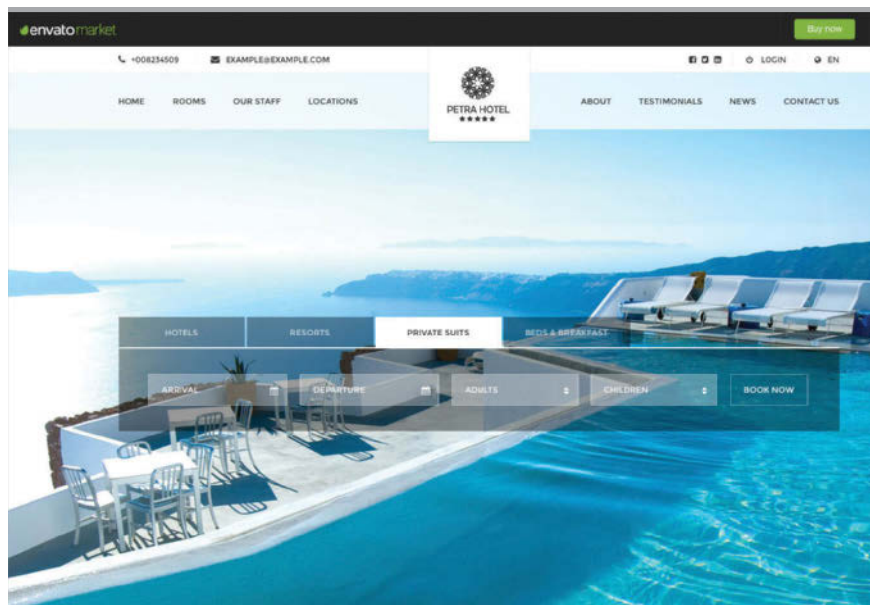 envatomarket
Buy now
+008234509 EXAMPLE@EXAMPLE.COM
LOGIN EN
HOME ROOMS OUR STAFF LOCATIONS
PETRA HOTEL
ABOUT TESTIMONIALS NEWS CONTACT US
HOTELS RESORTS PRIVATE SUITS BEDS & BREAKFAST
ARRIVAL DEPARTURE ADULTS CHILDREN BOOK NOW